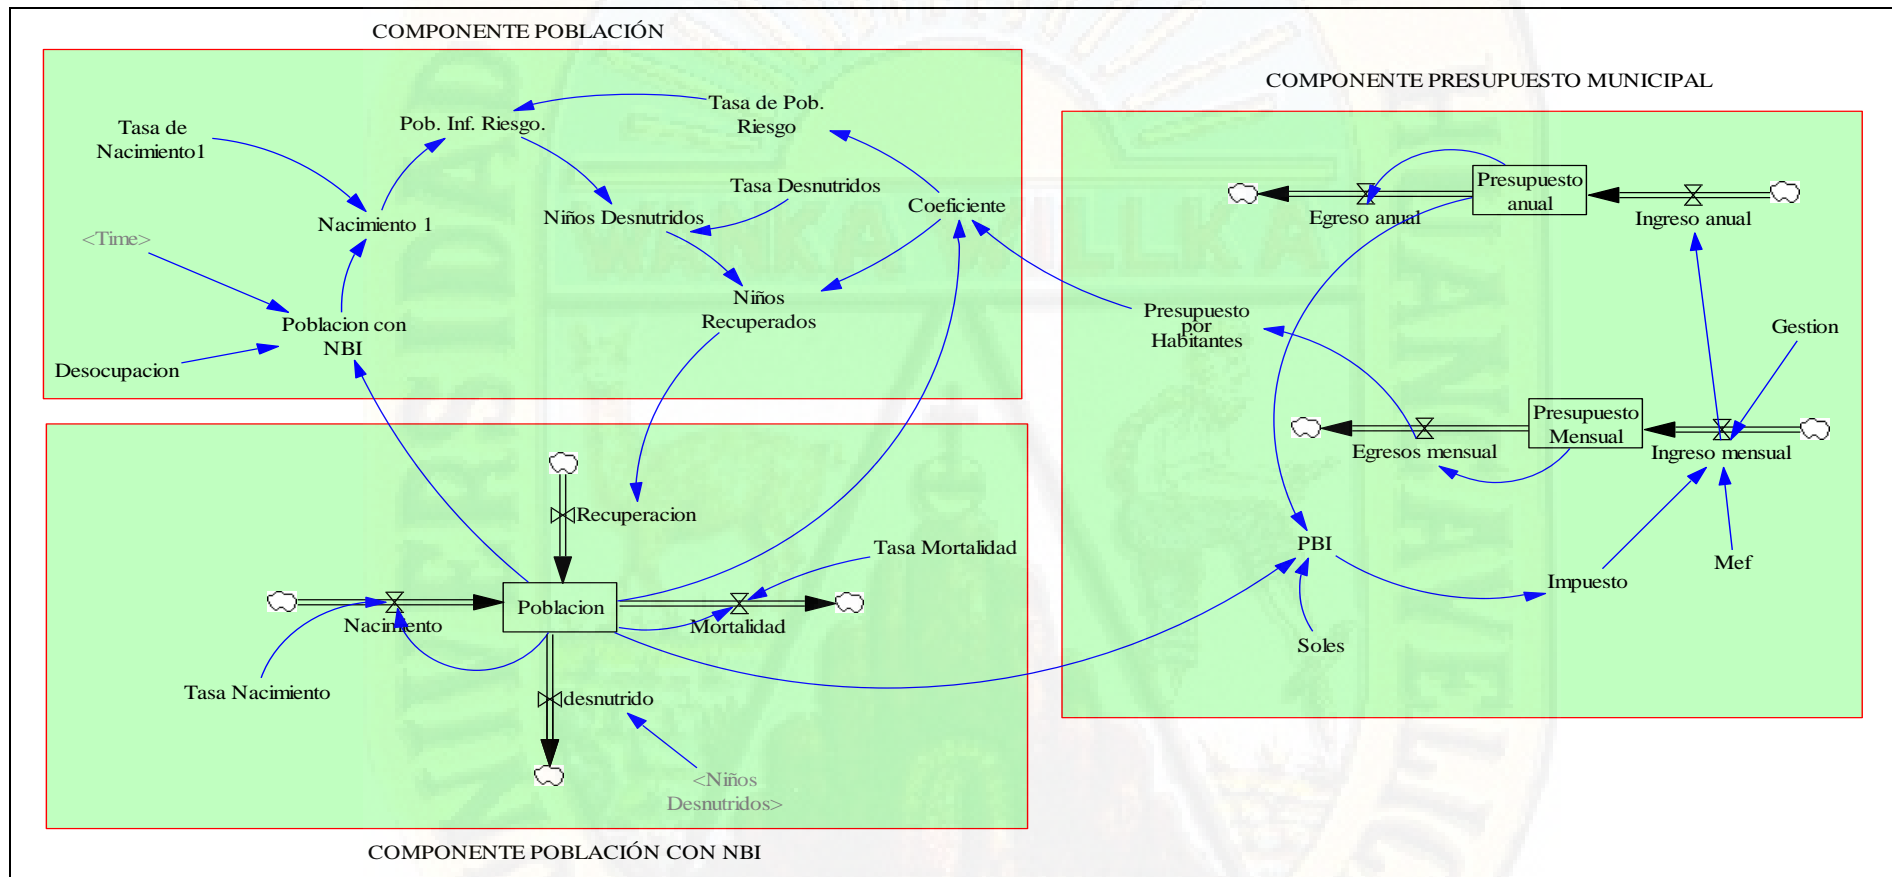 COMPONENTE POBLACIÓN
Tasa de Pob.
Riesgo
Pob. Inf. Riesgo.
Tasa de
Nacimiento1
Tasa Desnutridos
Coeficiente
Niños Desnutridos
Nacimiento 1
<Time>
Niños
Recuperados
Poblacion con
NBI
Desocupacion
COMPONENTE PRESUPUESTO MUNICIPAL
Presupuesto
anual
Egreso anual
Ingreso anual
Presupuesto
por
Habitantes
Gestion
Presupuesto
Mensual
Egresos mensual
Ingreso mensual
PBI
Mef
Impuesto
Soles
Recuperacion
Tasa Mortalidad
Poblacion
Nacimiento
Mortalidad
Tasa Nacimiento
desnutrido
<Niños
Desnutridos>
COMPONENTE POBLACIÓN CON NBI
WANKA WILLKA